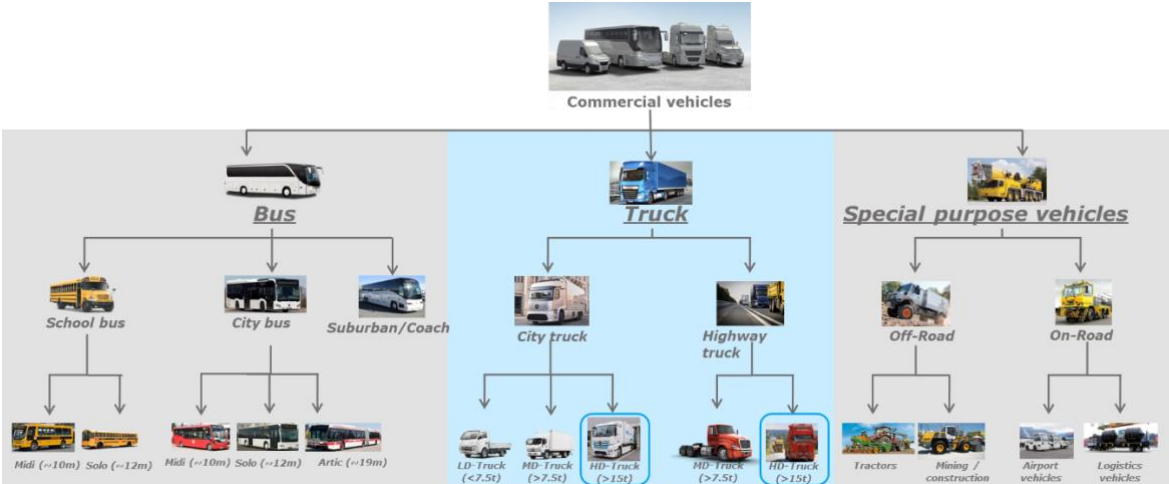 Commercial vehicles
Bus
Truck
Special purpose vehicles
School bus
City bus
Suburban/Coach
City truck
Highway
truck
Off-Road
On-Road
Midi (~10m)
Solo (~12m)
Midi (~10m)
Solo (~12m)
Artic (~19m)
LD-Truck
(<7.5t)
MD-Truck
(>7.5t)
HD-Truck
(>15t)
MD-Truck
(>7.5t)
HD-Truck
(>15t)
Tractors
Mining /
construction
Airport
vehicles
Logistics
vehicles